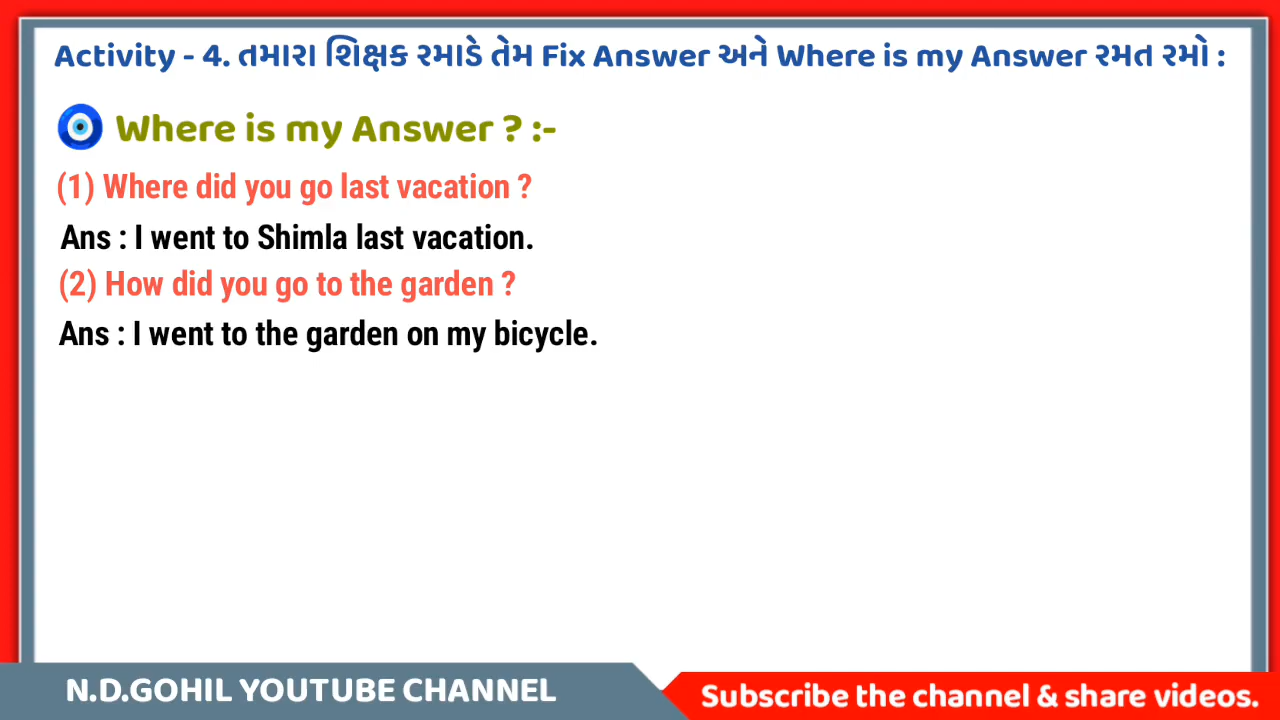 Activity - 4. તમારા શિક્ષક રમાડે તેમ Fix Answer અને Where is my Answer રમત રમો :
Where is my Answer ? :-
(1) Where did you go last vacation ?
Ans : I went to Shimla last vacation.
(2) How did you go to the garden ?
Ans : I went to the garden on my bicycle.
N.D.GOHIL YOUTUBE CHANNEL
Subscribe the channel & share videos.